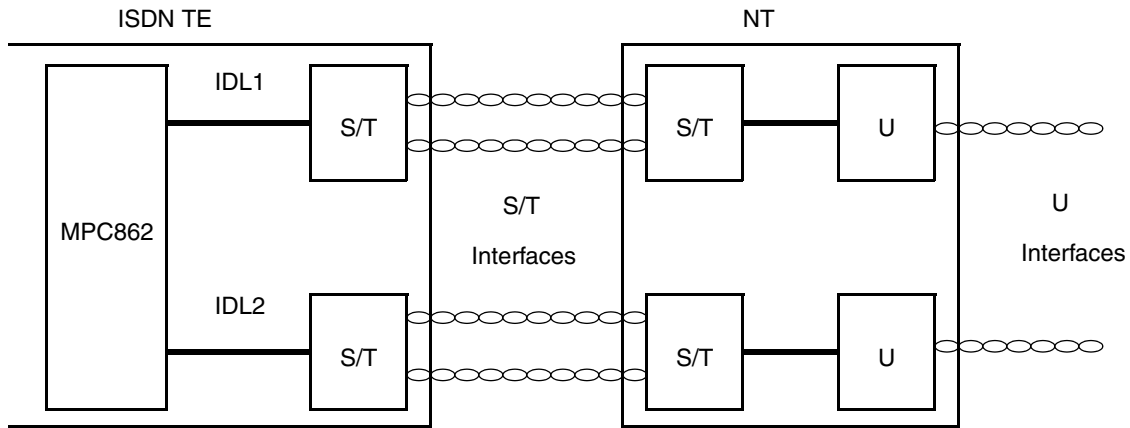 ISDN TE
NT
IDL1
S/T
S/T
U
MPC862
S/T
Interfaces
U
Interfaces
IDL2
S/T
S/T
U